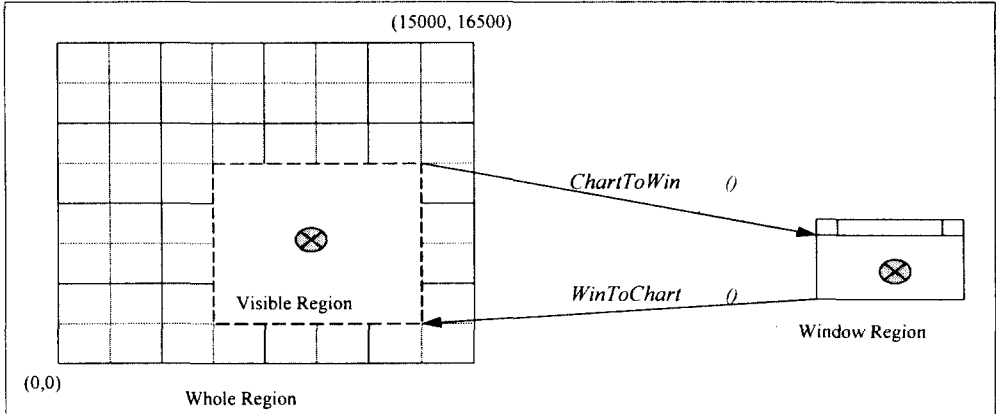 (15000, 16500)
ChartToWin ()
Visible Region
WinToChart ()
Window Region
(0,0)
Whole Region